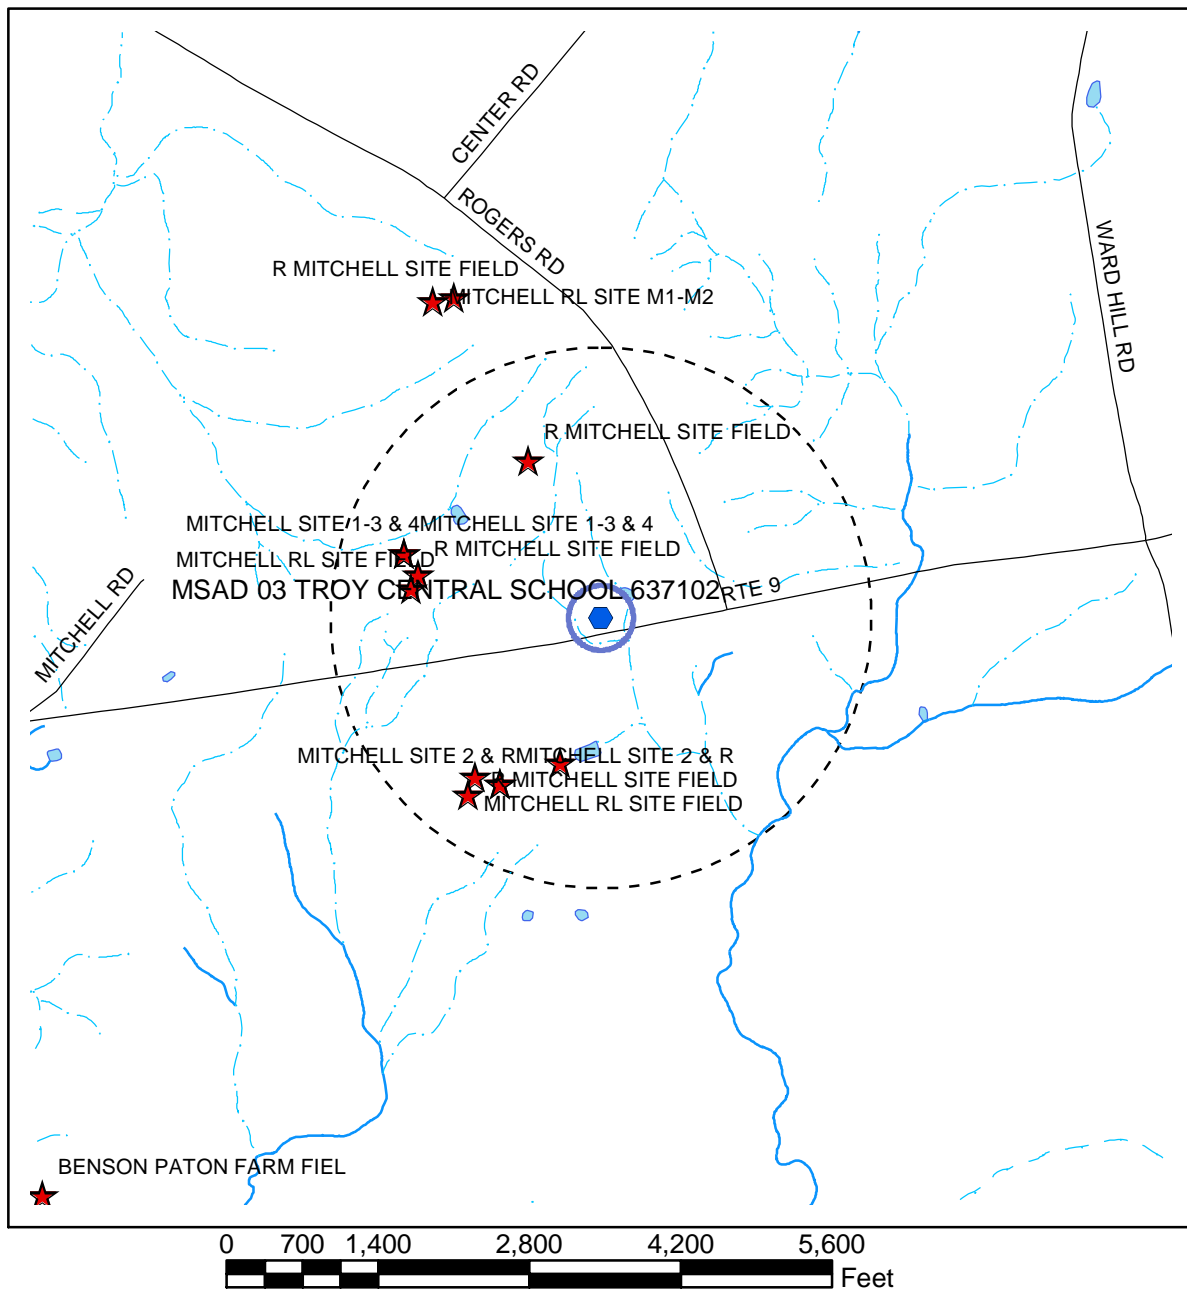 CENTER RD
ROGERS RD
WARD HILL RD
R MITCHELL SITE FIELD
MITCHELL RL SITE M1-M2
R MITCHELL SITE FIELD
MITCHELL SITE 1-3 & 4MITCHELL SITE 1-3 & 4
R MITCHELL SITE FIELD
MITCHELL RL SITE FIELD
MSAD 03 TROY CENTRAL SCHOOL 637102
RTE 9
MITCHELL RD
MITCHELL SITE 2 & RMITCHELL SITE 2 & R
R MITCHELL SITE FIELD
MITCHELL RL SITE FIELD
BENSON PATON FARM FIEL
0 700 1,400 2,800 4,200 5,600
Feet